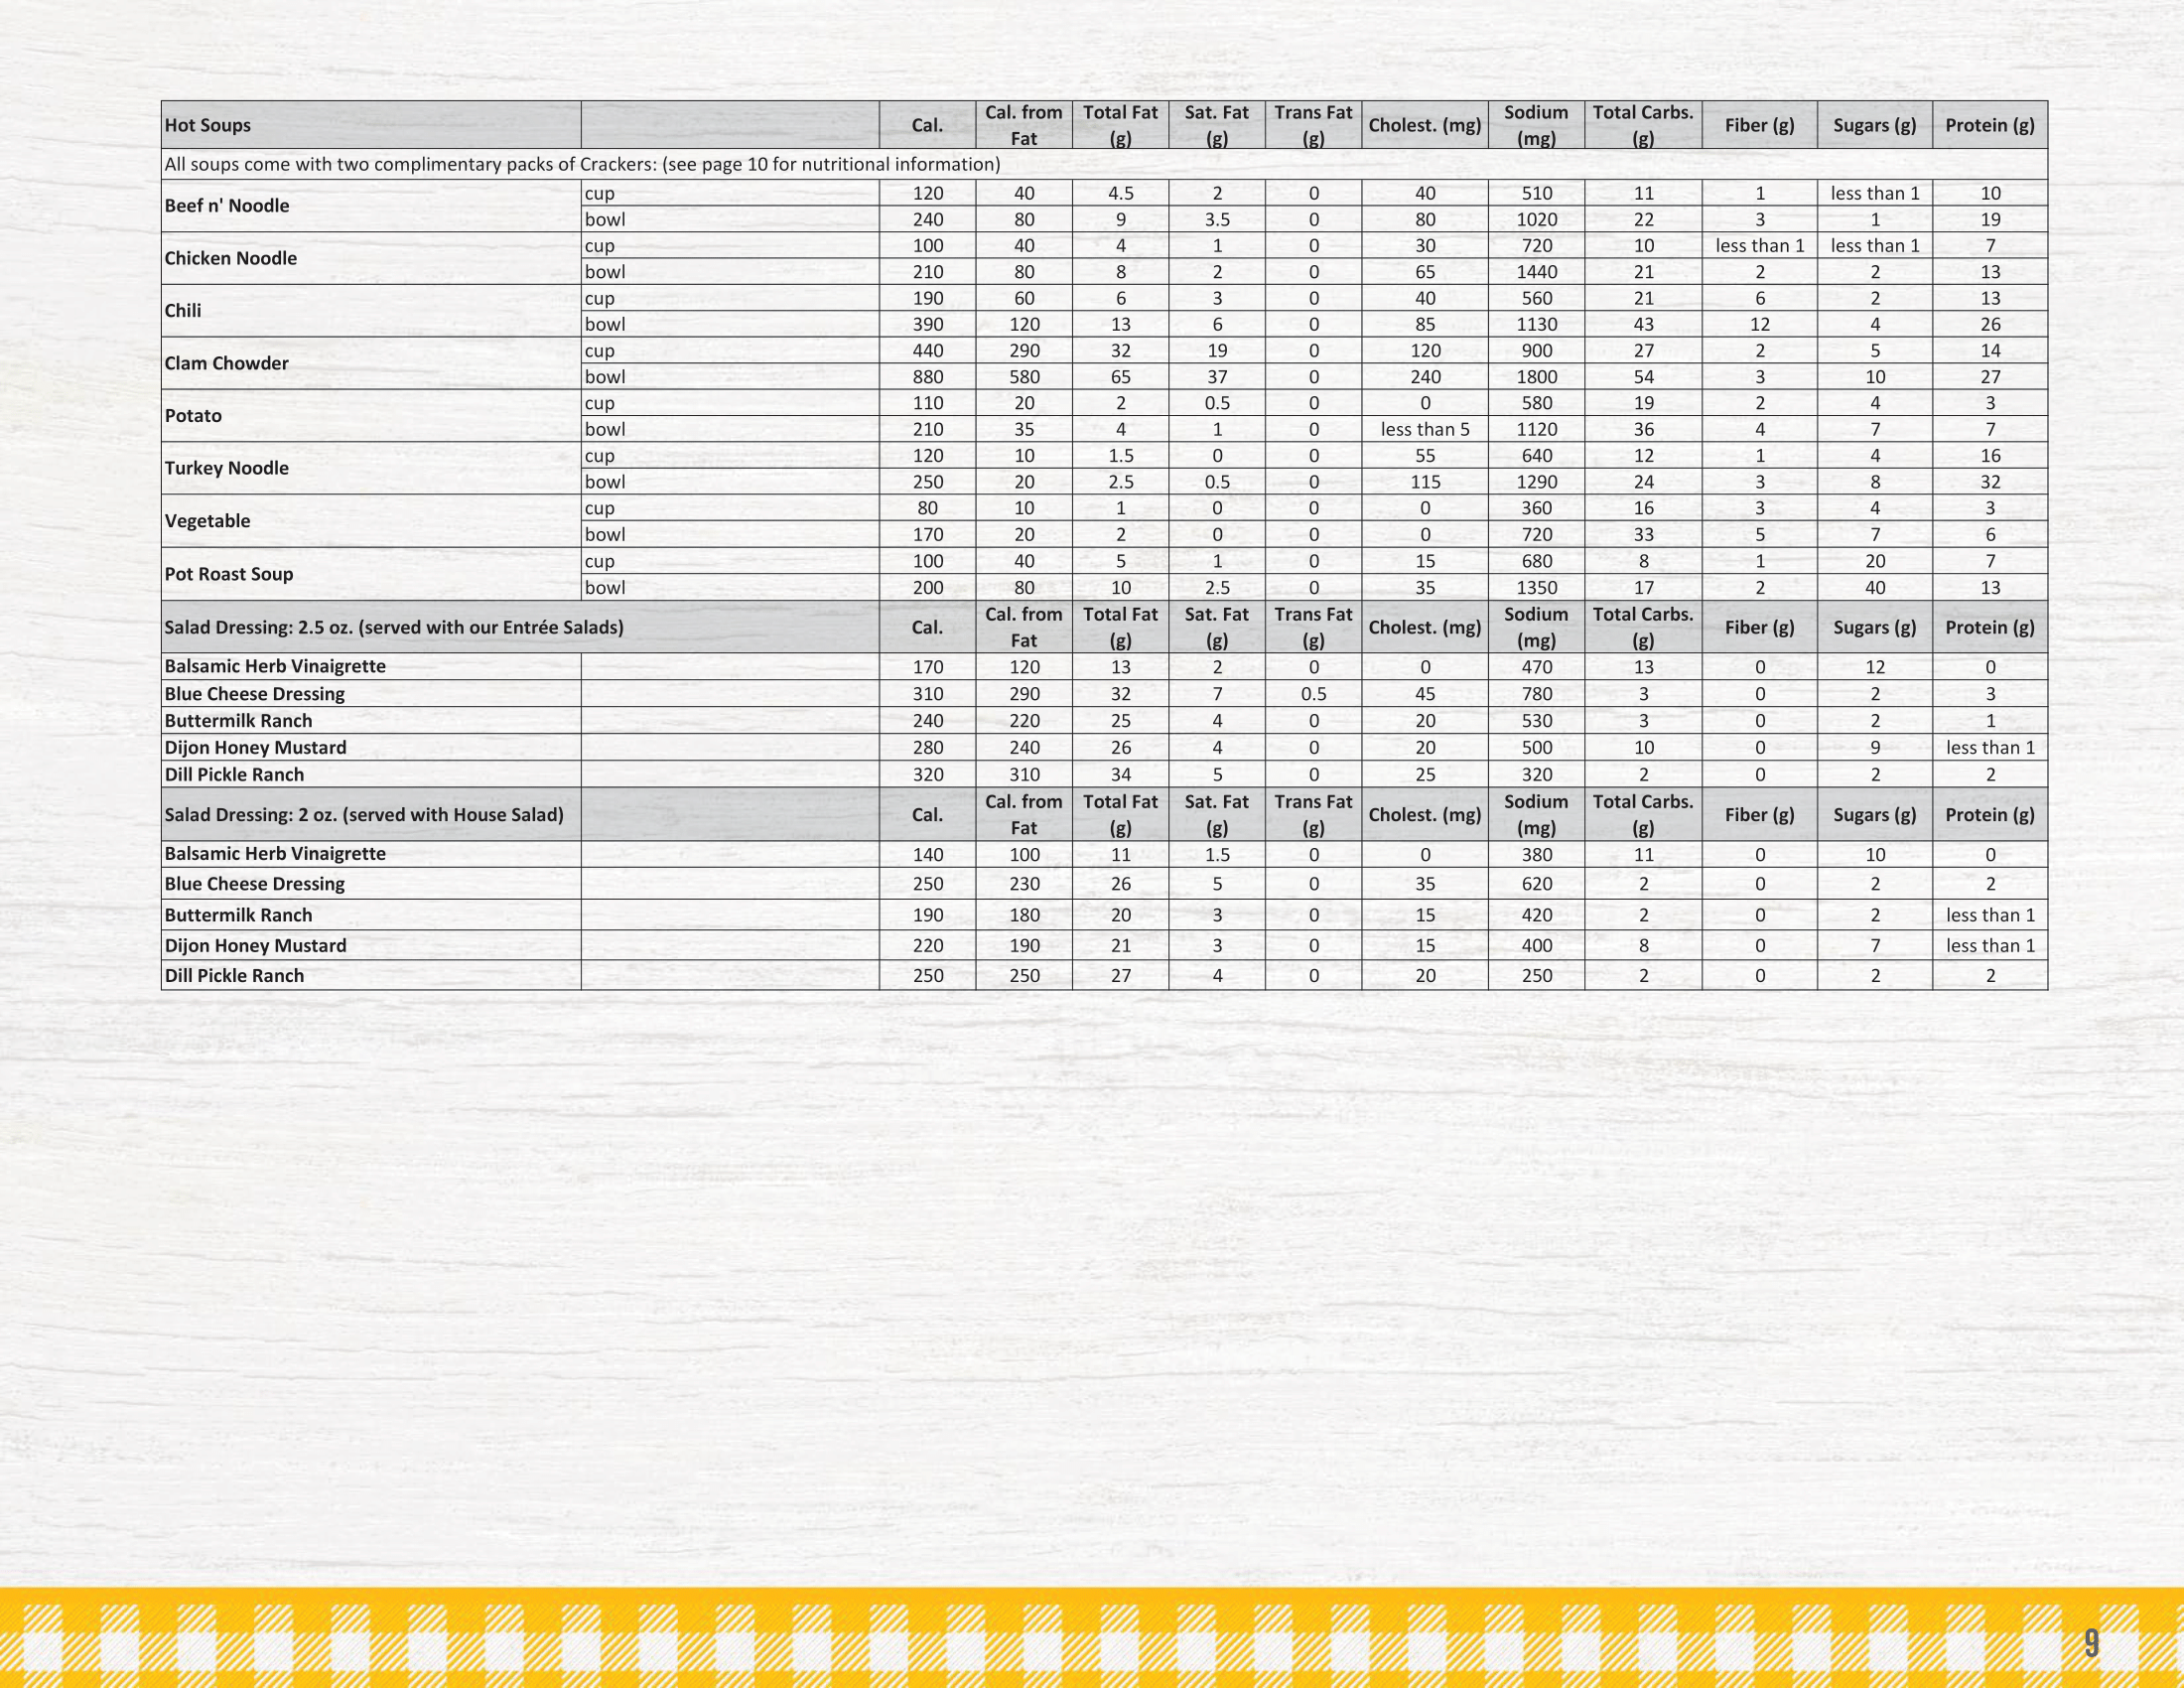 Hot Soups Cal. Cal. from Fat Total Fat (g) Sat. Fat (g) Trans Fat (g) Cholest. (mg) Sodium (mg) Total Carbs. (g) Fiber (g) Sugars (g) Protein (g)
All soups come with two complimentary packs of Crackers: (see page 10 for nutritional information)
Beef n' Noodle cup 120 40 4.5 2 0 40 510 11 1 less than 1 10
bowl 240 80 9 3.5 0 80 1020 22 3 1 19
Chicken Noodle cup 100 40 4 1 0 30 720 10 less than 1 less than 1 7
bowl 210 80 8 2 0 65 1440 21 2 2 13
Chili cup 190 60 6 3 0 40 560 21 6 2 13
bowl 390 120 13 6 0 85 1130 43 12 4 26
Clam Chowder cup 440 290 32 19 0 120 900 27 2 5 14
bowl 880 580 65 37 0 240 1800 54 3 10 27
Potato cup 110 20 2 0.5 0 0 580 19 2 4 3
bowl 210 35 4 1 0 less than 5 1120 36 4 7 7
Turkey Noodle cup 120 10 1.5 0 0 55 640 12 1 4 16
bowl 250 20 2.5 0.5 0 115 1290 24 3 8 32
Vegetable cup 80 10 1 0 0 0 360 16 3 4 3
bowl 170 20 2 0 0 0 720 33 5 7 6
Pot Roast Soup cup 100 40 5 1 0 15 680 8 1 20 7
bowl 200 80 10 2.5 0 35 1350 17 2 40 13
Salad Dressing: 2.5 oz. (served with our Entrée Salads) Cal. Cal. from Fat Total Fat (g) Sat. Fat (g) Trans Fat (g) Cholest. (mg) Sodium (mg) Total Carbs. (g) Fiber (g) Sugars (g) Protein (g)
Balsamic Herb Vinaigrette 170 120 13 2 0 0 470 13 0 12 0
Blue Cheese Dressing 310 290 32 7 0.5 45 780 3 0 2 3
Buttermilk Ranch 240 220 25 4 0 20 530 3 0 2 1
Dijon Honey Mustard 280 240 26 4 0 20 500 10 0 9 less than 1
Dill Pickle Ranch 320 310 34 5 0 25 320 2 0 2 2
Salad Dressing: 2 oz. (served with House Salad) Cal. Cal. from Fat Total Fat (g) Sat. Fat (g) Trans Fat (g) Cholest. (mg) Sodium (mg) Total Carbs. (g) Fiber (g) Sugars (g) Protein (g)
Balsamic Herb Vinaigrette 140 100 11 1.5 0 0 380 11 0 10 0
Blue Cheese Dressing 250 230 26 5 0 35 620 2 0 2 2
Buttermilk Ranch 190 180 20 3 0 15 420 2 0 2 less than 1
Dijon Honey Mustard 220 190 21 3 0 15 400 8 0 7 less than 1
Dill Pickle Ranch 250 250 27 4 0 20 250 2 0 2 2
9